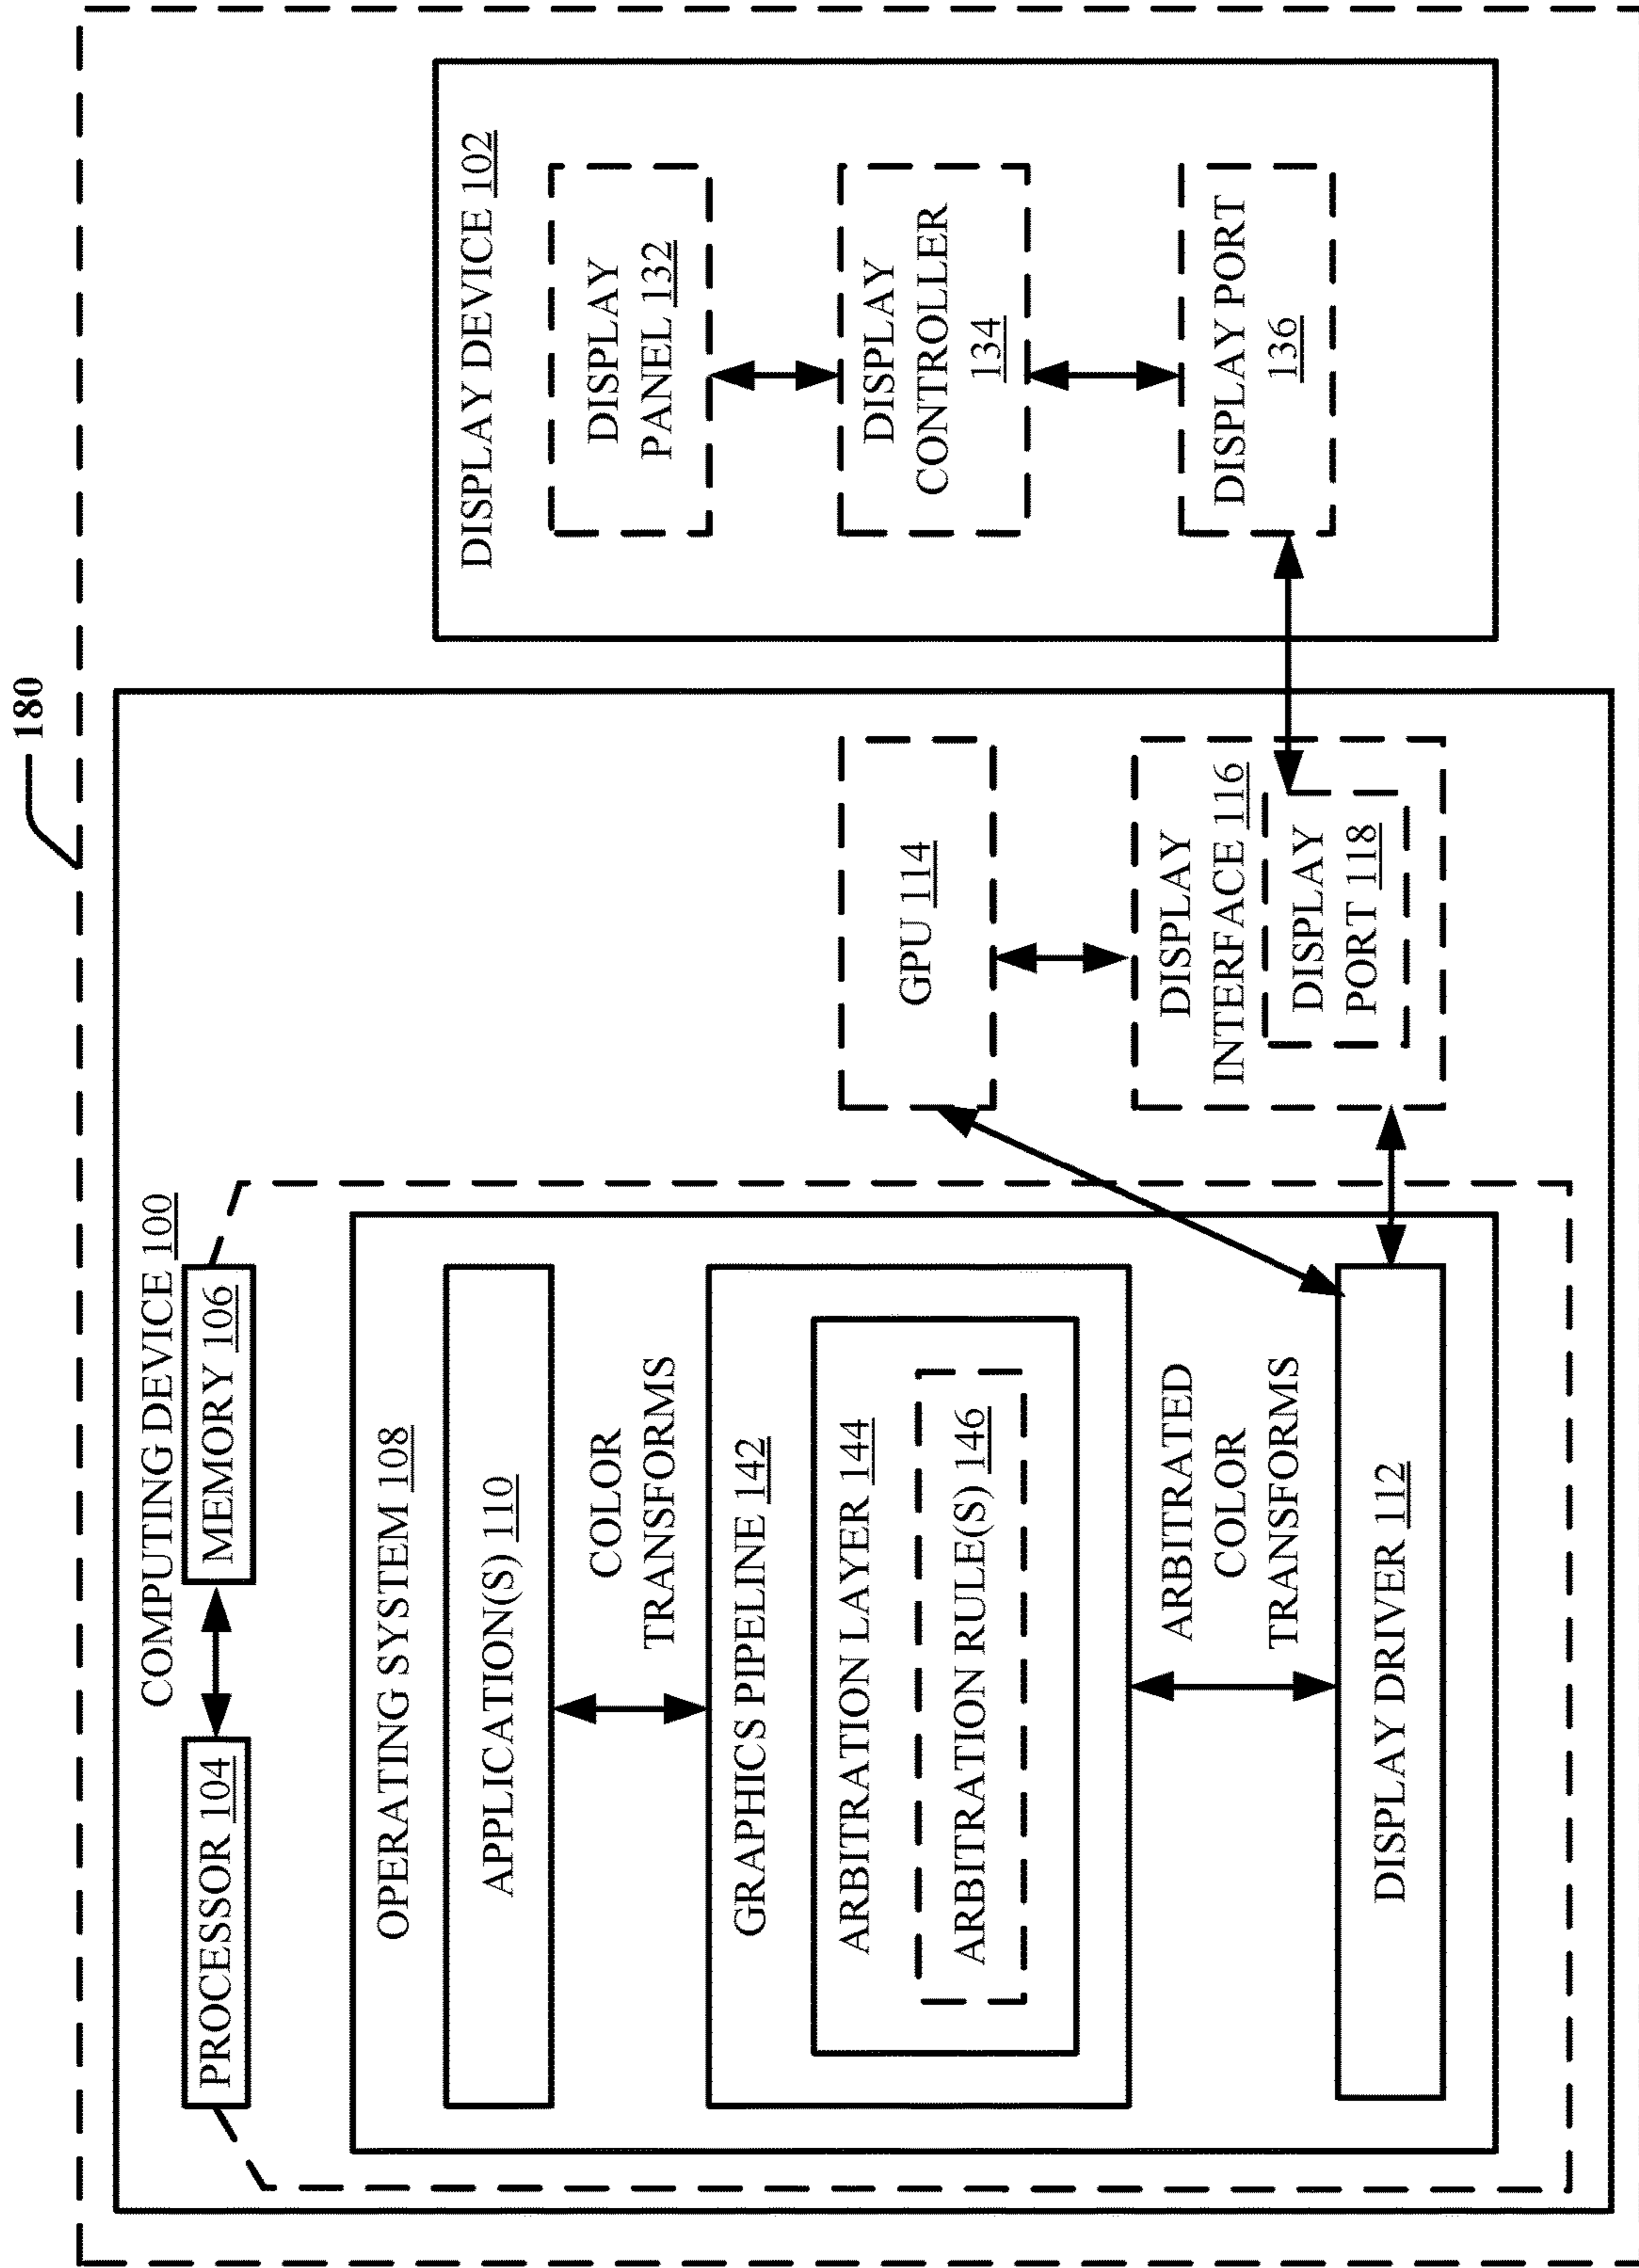 180
COMPUTING DEVICE 100
PROCESSOR 104
MEMORY 106
OPERATING SYSTEM 108
APPLICATION(S) 110
COLOR
TRANSFORMS
GRAPHICS PIPELINE 142
ARBITRATION LAYER 144
ARBITRATION RULE(S) 146
ARBITRATED
COLOR
TRANSFORMS
DISPLAY DRIVER 112
GPU 114
DISPLAY
INTERFACE 116
DISPLAY
PORT 118
DISPLAY DEVICE 102
DISPLAY
PANEL 132
DISPLAY
CONTROLLER
134
DISPLAY PORT
136